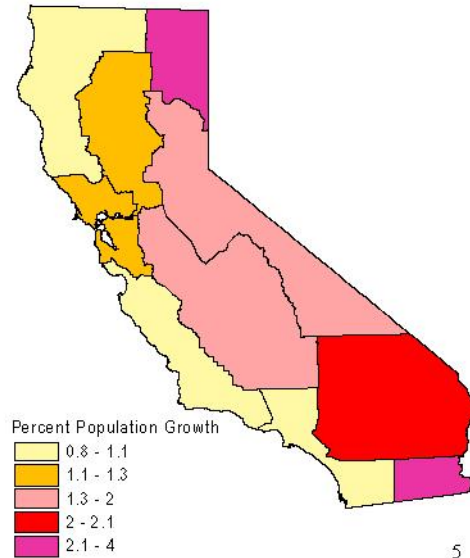 Percent Population Growth
0.8 - 1.1
1.1 - 1.3
1.3 - 2
2 - 2.1
2.1 - 4
5